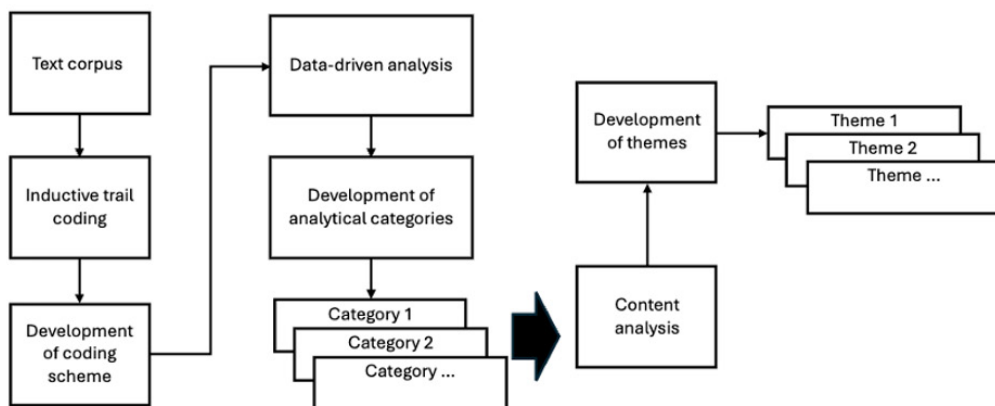 Text corpus
Inductive trail
coding
Development
of coding
scheme
Data-driven analysis
Development of
analytical categories
Category 1
Category 2
Category ...
Content
analysis
Development
of themes
Theme 1
Theme 2
Theme ...